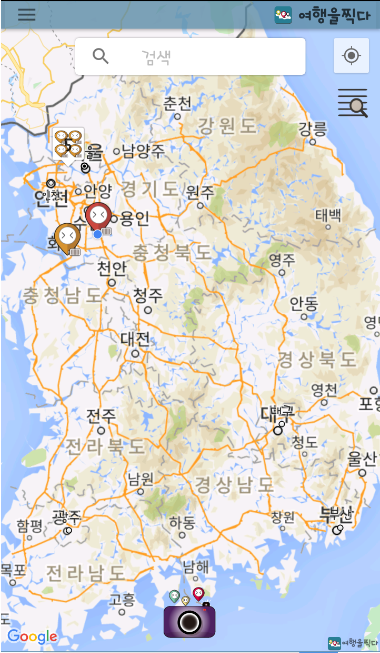 여행을찍다
검색
춘천
강원도
강릉
남양주
울
안양
인천
경기도
원주
태백
용인
화
충청북도
영주
천안
충청남도
청주
안동
대전
경상북도
영천
전주
대구
전라북도
청도
울산
남원
경상남도
광주
창원
부산
함평
하동
목포
전라남도
남해
고흥
Google
여행을찍다